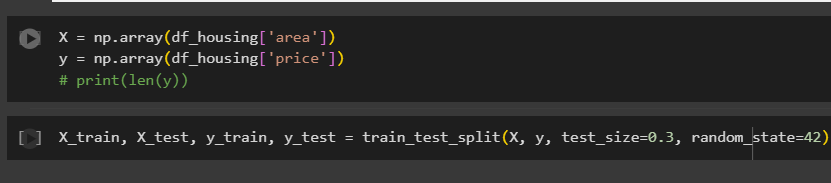 X = np.array(df_housing['area'])
y = np.array(df_housing['price'])
# print(len(y))
[ ] X_train, X_test, y_train, y_test = train_test_split(X, y, test_size=0.3, random_state=42)